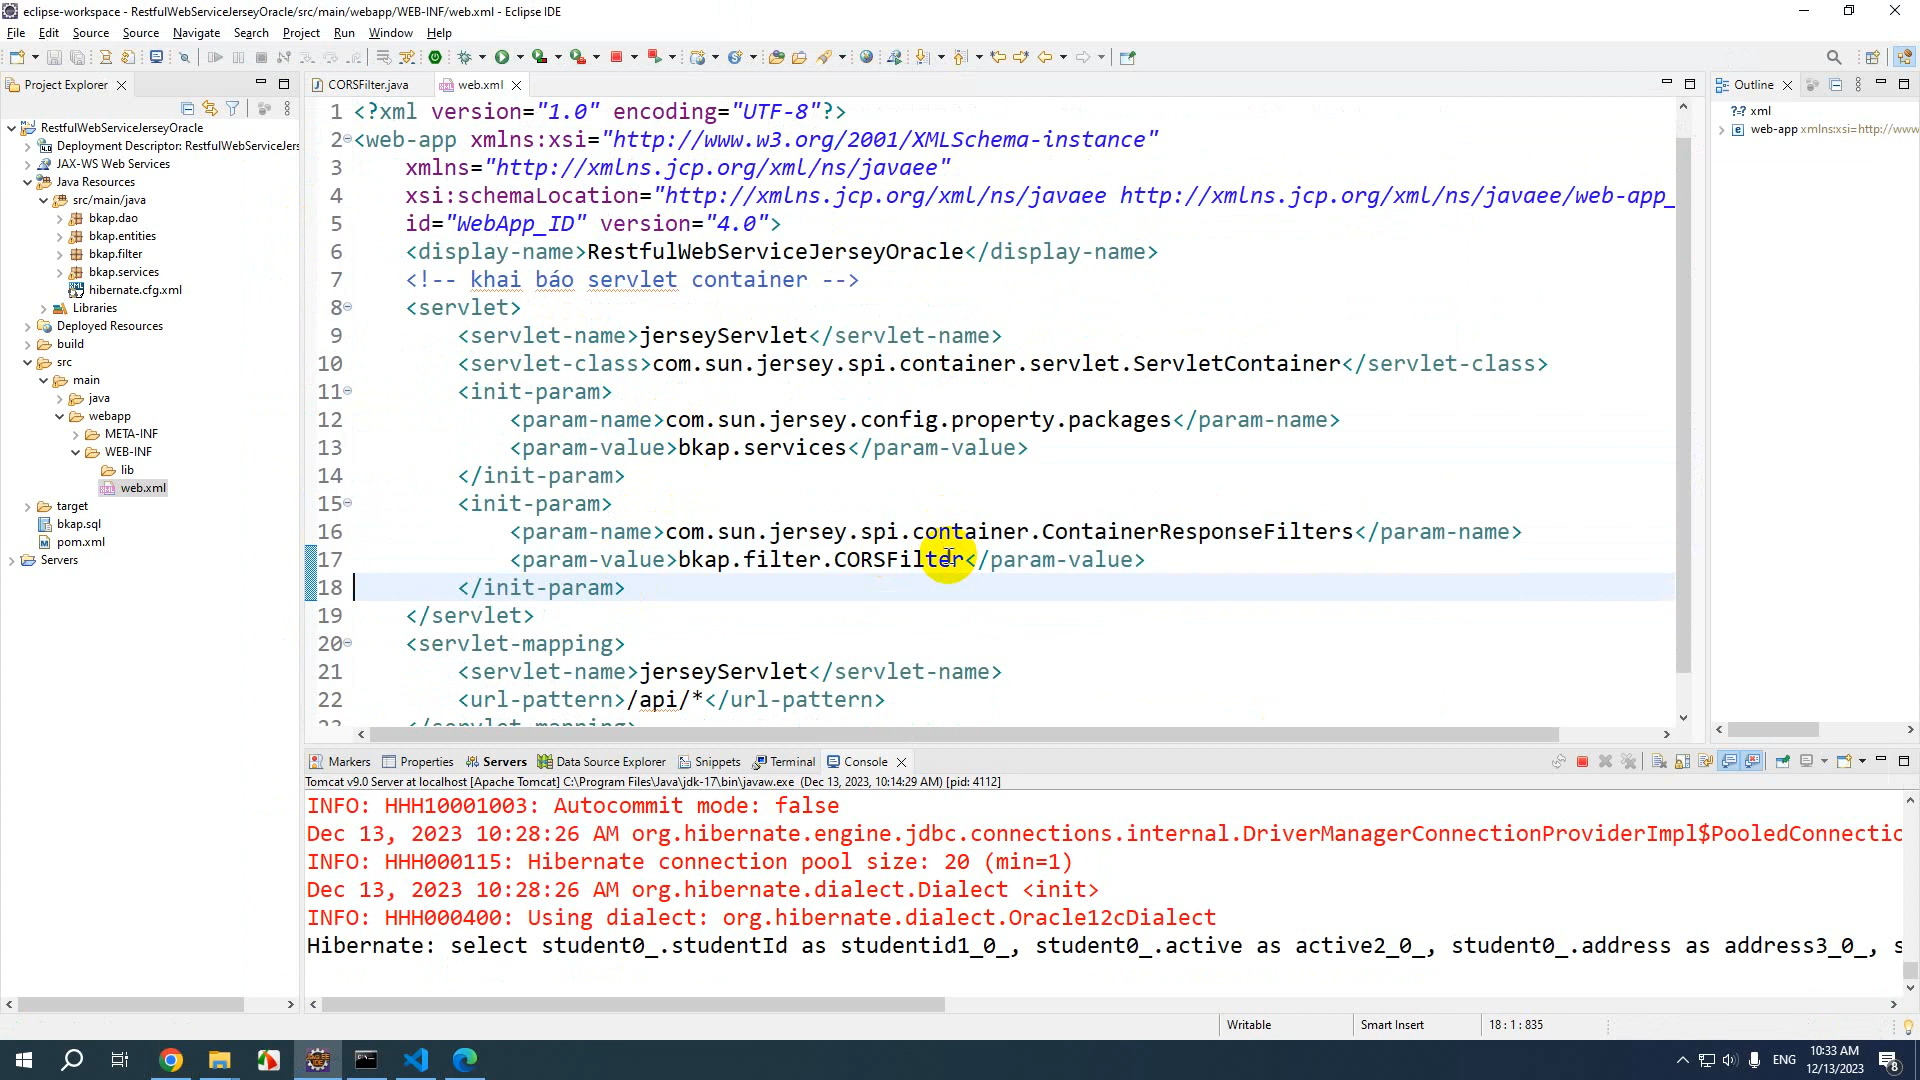 eclipse-workspace - RestfulWebServiceJerseyOracle/src/main/webapp/WEB-INF/web.xml - Eclipse IDE
File Edit Source Source Navigate Search Project Run Window Help
Project Explorer
RestfulWebServiceJerseyOracle
Deployment Descriptor: RestfulWebServiceJers
JAX-WS Web Services
Java Resources
src/main/java
bkap.dao
bkap.entities
bkap.filter
bkap.services
hibernate.cfg.xml
Libraries
Deployed Resources
build
src
main
java
webapp
META-INF
WEB-INF
lib
web.xml
target
bkap.sql
pom.xml
Servers
CORSFilter.java web.xml
1 <?xml version="1.0" encoding="UTF-8"?>
2 <web-app xmlns:xsi="http://www.w3.org/2001/XMLSchema-instance"
3 xmlns="http://xmlns.jcp.org/xml/ns/javaee"
4 xsi:schemaLocation="http://xmlns.jcp.org/xml/ns/javaee http://xmlns.jcp.org/xml/ns/javaee/web-app_
5 id="WebApp_ID" version="4.0">
6 <display-name>RestfulWebServiceJerseyOracle</display-name>
7 <!-- khai báo servlet container -->
8 <servlet>
9 <servlet-name>jerseyServlet</servlet-name>
10 <servlet-class>com.sun.jersey.spi.container.servlet.ServletContainer</servlet-class>
11 <init-param>
12 <param-name>com.sun.jersey.config.property.packages</param-name>
13 <param-value>bkap.services</param-value>
14 </init-param>
15 <init-param>
16 <param-name>com.sun.jersey.spi.container.ContainerResponseFilters</param-name>
17 <param-value>bkap.filter.CORSFilter</param-value>
18 </init-param>
19 </servlet>
20 <servlet-mapping>
21 <servlet-name>jerseyServlet</servlet-name>
22 <url-pattern>/api/*</url-pattern>
23 </servlet-mapping>
Outline
xml
web-app xmlns:xsi=http://www
Markers Properties Servers Data Source Explorer Snippets Terminal Console
Tomcat v9.0 Server at localhost [Apache Tomcat] C:\Program Files\Java\jdk-17\bin\javaw.exe (Dec 13, 2023, 10:14:29 AM) [pid: 4112]
INFO: HHH10001003: Autocommit mode: false
Dec 13, 2023 10:28:26 AM org.hibernate.engine.jdbc.connections.internal.DriverManagerConnectionProviderImpl$PooledConnectio
INFO: HHH000115: Hibernate connection pool size: 20 (min=1)
Dec 13, 2023 10:28:26 AM org.hibernate.dialect.Dialect <init>
INFO: HHH000400: Using dialect: org.hibernate.dialect.Oracle12cDialect
Hibernate: select student0_.studentId as studentid1_0_, student0_.active as active2_0_, student0_.address as address3_0_, s
Writable Smart Insert 18 : 1 : 835
ENG
10:33 AM
12/13/2023
8